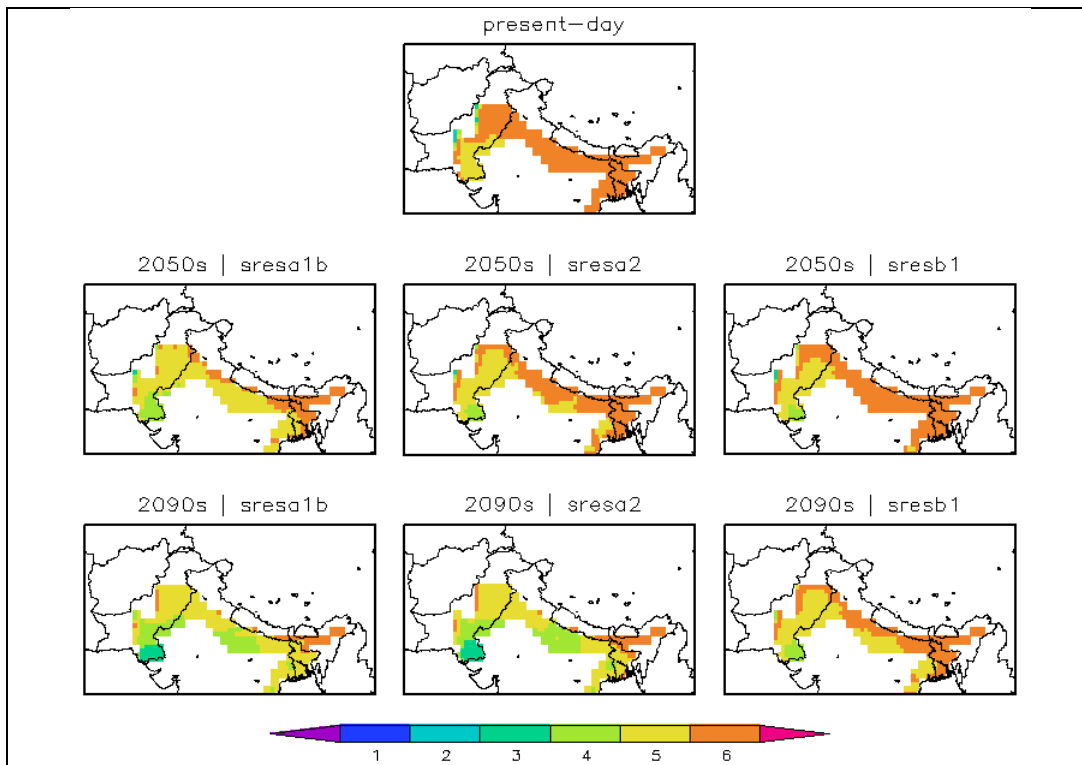 present-day
2050s | sresa1b
2050s | sresa2
2050s | sresb1
2090s | sresa1b
2090s | sresa2
2090s | sresb1
1 2 3 4 5 6